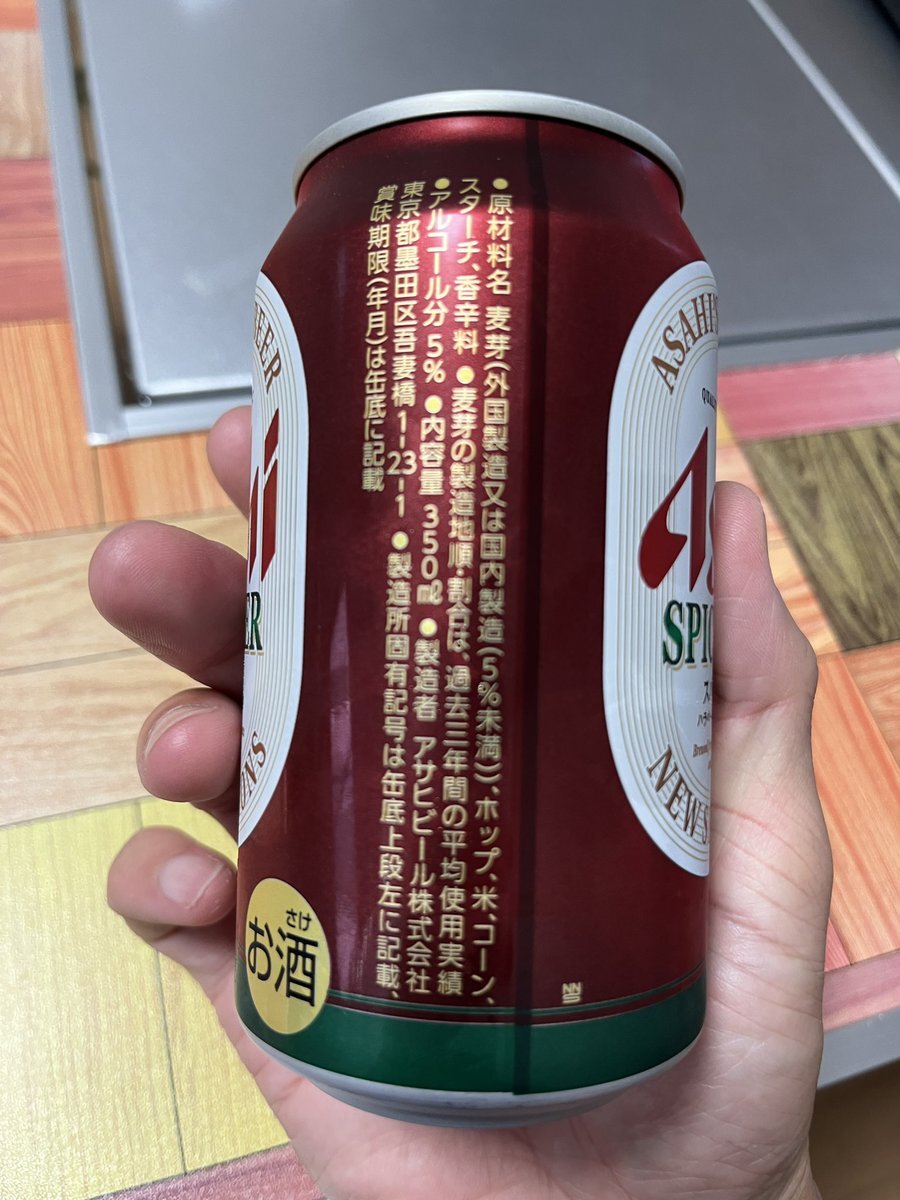 ●原材料名 麦芽(外国製造又は国内製造(5%未満))、ホップ、米、コーン、
スターチ、香辛料 ●麦芽の製造地順・割合は、過去三年間の平均使用実績
●アルコール分 5% ●内容量 350㎖ ●製造者 アサヒビール株式会社
東京都墨田区吾妻橋1-23-1 ●製造所固有記号は缶底上段左に記載、
賞味期限(年月)は缶底に記載
さけ
お酒
ASAHI
SPIC
NEWS